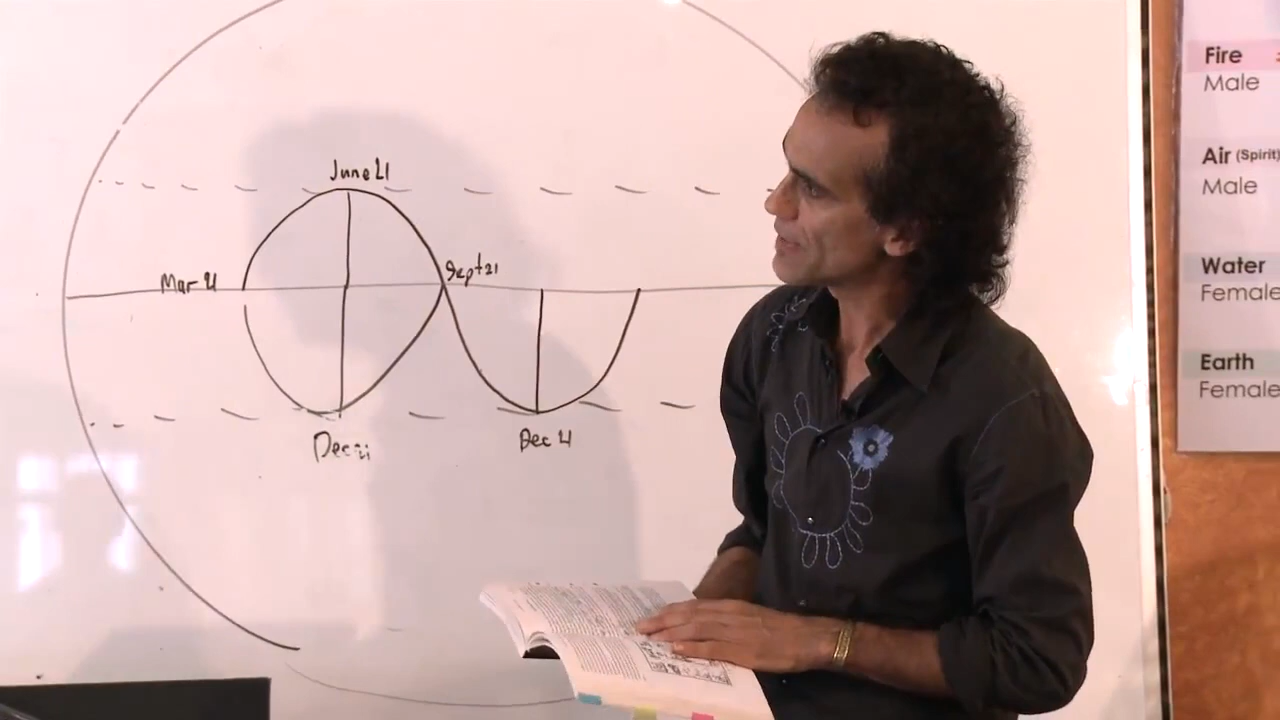 June 21
Mar 21
Sept 21
Dec 21
Dec 21
Fire
Male
Air (Spirit)
Male
Water
Female
Earth
Female